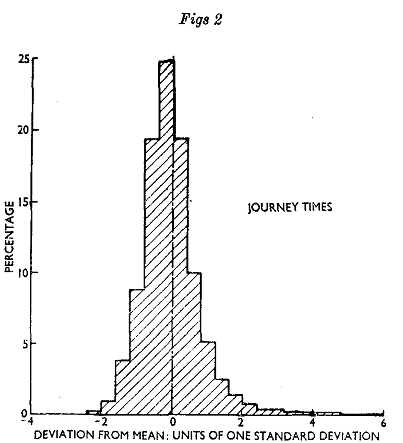 Figs 2
25
20
15
10
5
0
PERCENTAGE
JOURNEY TIMES
-4 -2 0 2 4 6
DEVIATION FROM MEAN: UNITS OF ONE STANDARD DEVIATION